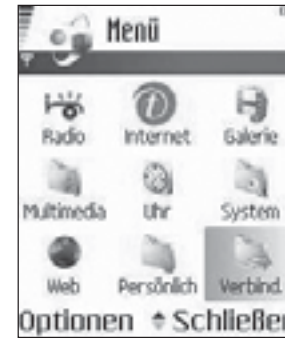 Menü
Radio Internet Galerie
Multimedia Uhr System
Web Persönlich Verbind.
Optionen Schließen